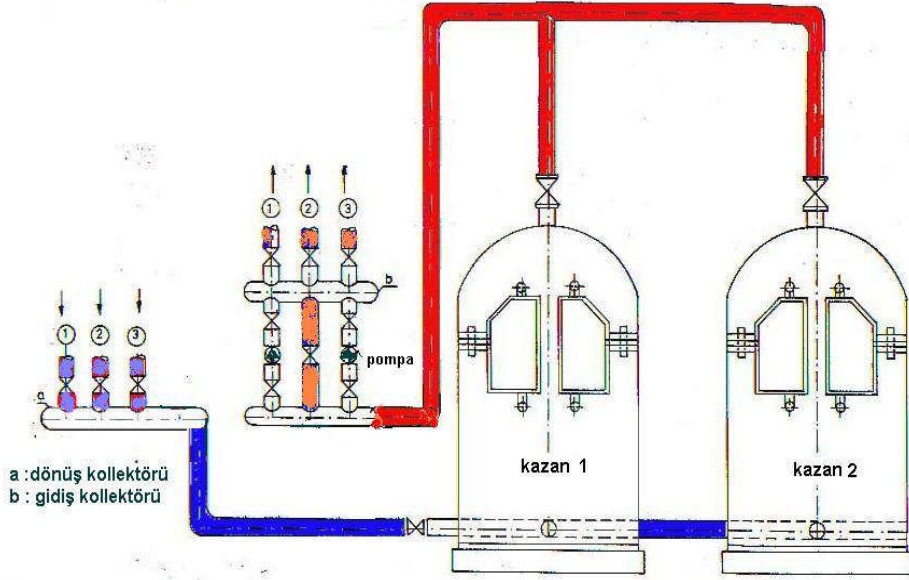 1 2 3
b
1 2 3
pompa
a
a :dönüş kollektörü
b : gidiş kollektörü
kazan 1
kazan 2